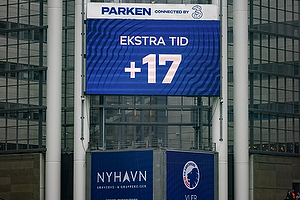 PARKEN CONNECTED BY 3
EKSTRA TID
+17
NYHAVN